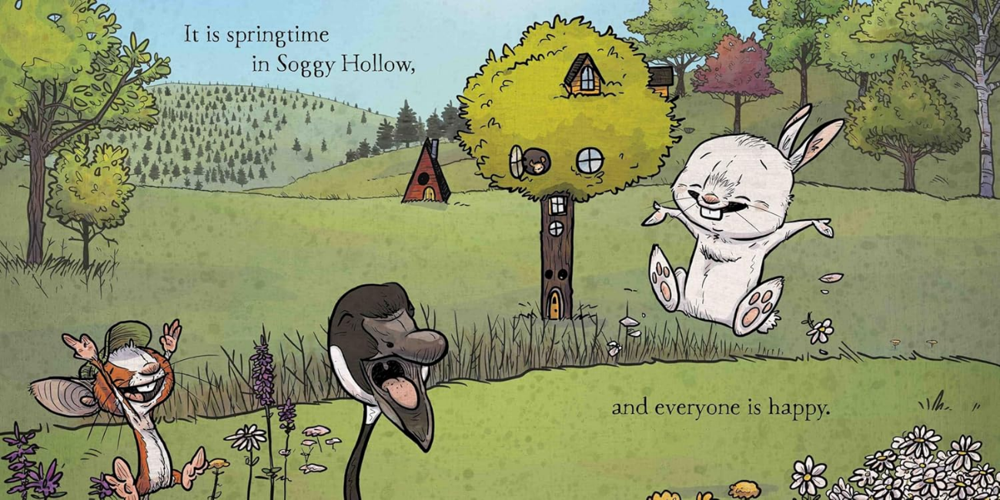 It is springtime
in Soggy Hollow,
and everyone is happy.